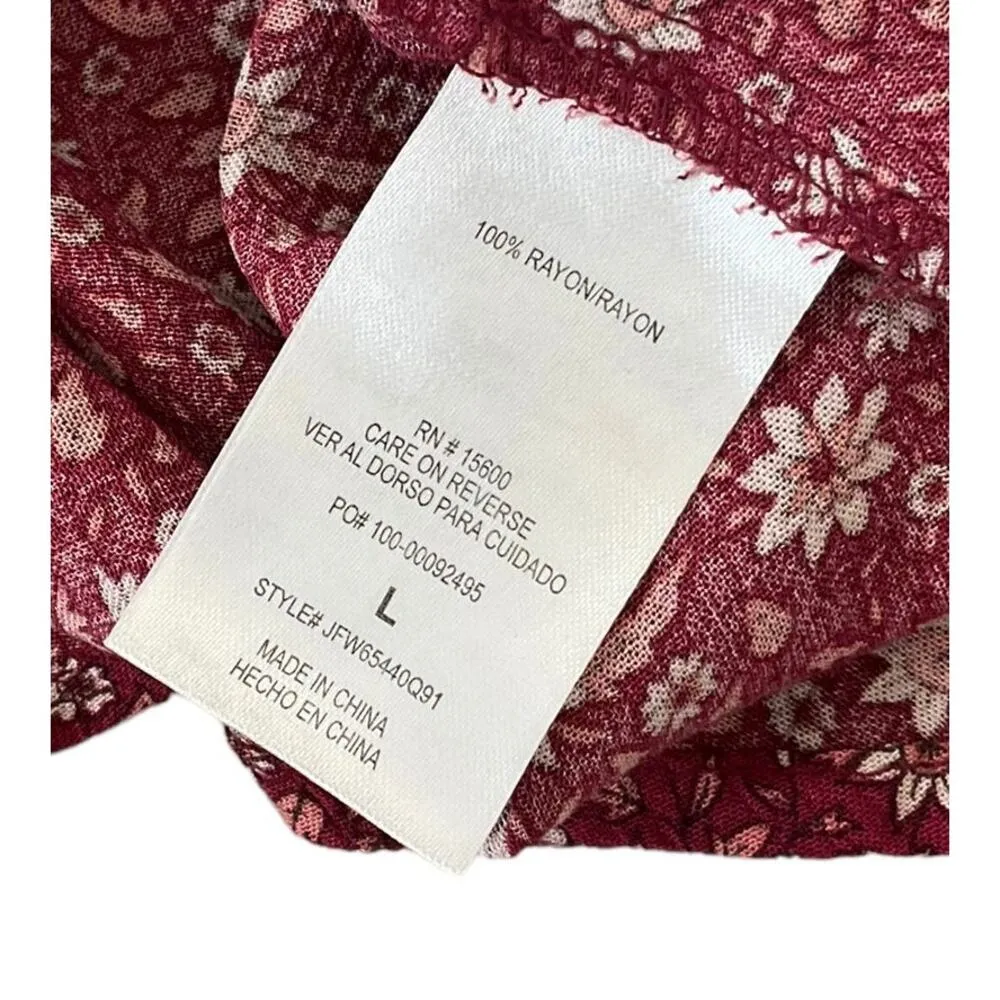 100% RAYON/RAYON
RN # 15600
CARE ON REVERSE
VER AL DORSO PARA CUIDADO
PO# 100-00092495
L
STYLE# JFW65440Q91
MADE IN CHINA
HECHO EN CHINA